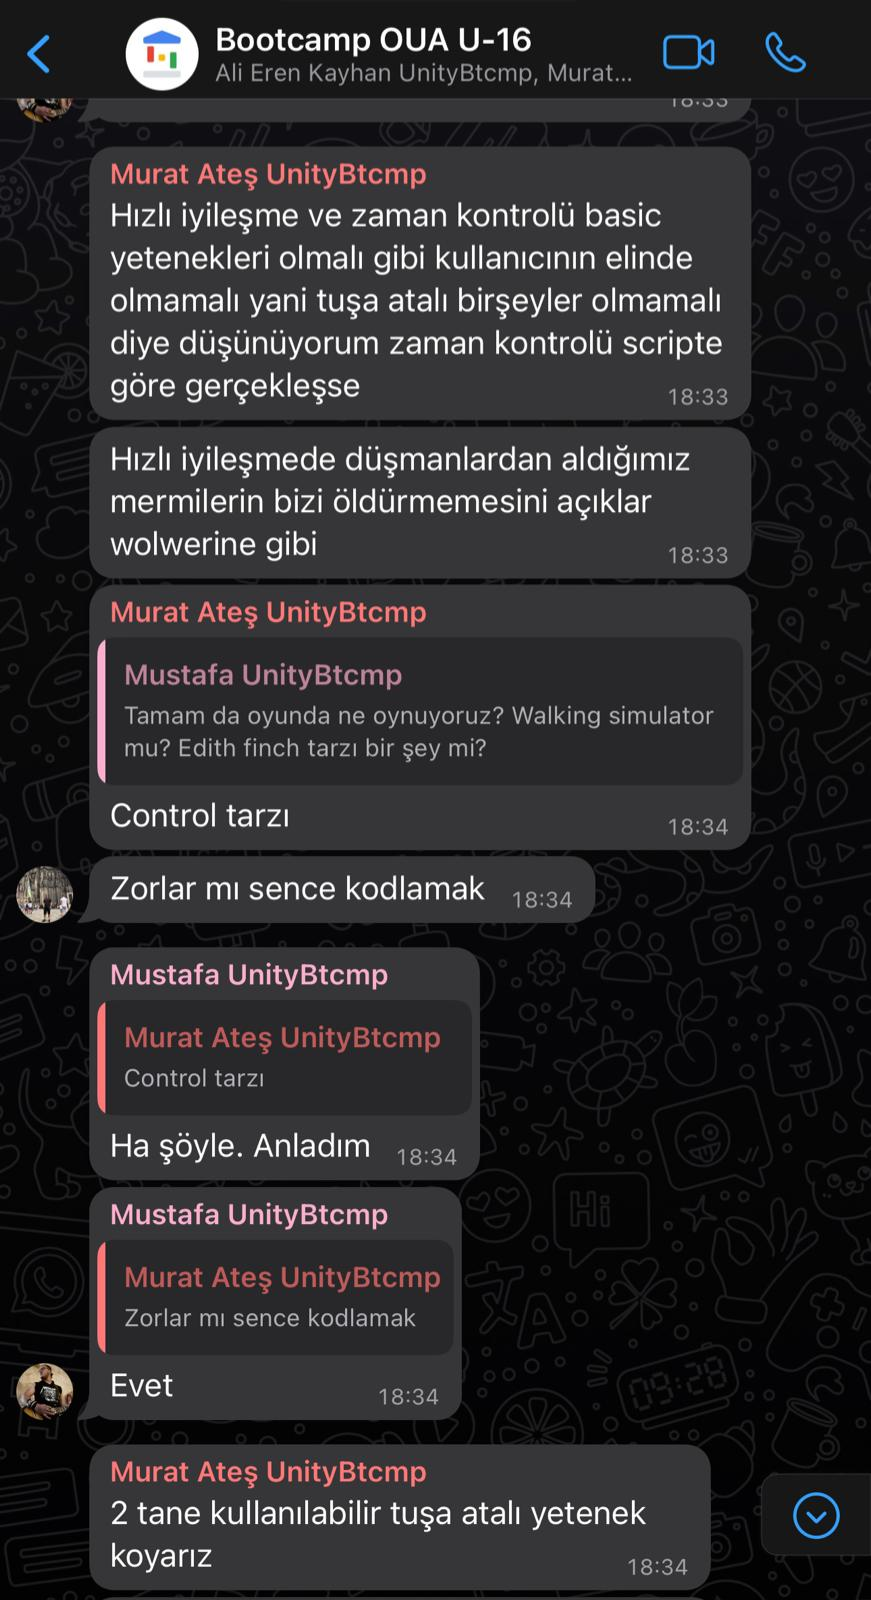 Bootcamp OUA U-16
Ali Eren Kayhan UnityBtcmp, Murat...
18:33
Murat Ateş UnityBtcmp
Hızlı iyileşme ve zaman kontrolü basic
yetenekleri olmalı gibi kullanıcının elinde
olmamalı yani tuşa atalı birşeyler olmamalı
diye düşünüyorum zaman kontrolü scripte
göre gerçekleşse
18:33
Hızlı iyileşmede düşmanlardan aldığımız
mermilerin bizi öldürmemesini açıklar
wolwerine gibi
18:33
Murat Ateş UnityBtcmp
Mustafa UnityBtcmp
Tamam da oyunda ne oynuyoruz? Walking simulator
mu? Edith finch tarzı bir şey mi?
Control tarzı
18:34
Zorlar mı sence kodlamak 18:34
Mustafa UnityBtcmp
Murat Ateş UnityBtcmp
Control tarzı
Ha şöyle. Anladım 18:34
Mustafa UnityBtcmp
Murat Ateş UnityBtcmp
Zorlar mı sence kodlamak
Evet 18:34
Murat Ateş UnityBtcmp
2 tane kullanılabilir tuşa atalı yetenek
koyarız
18:34